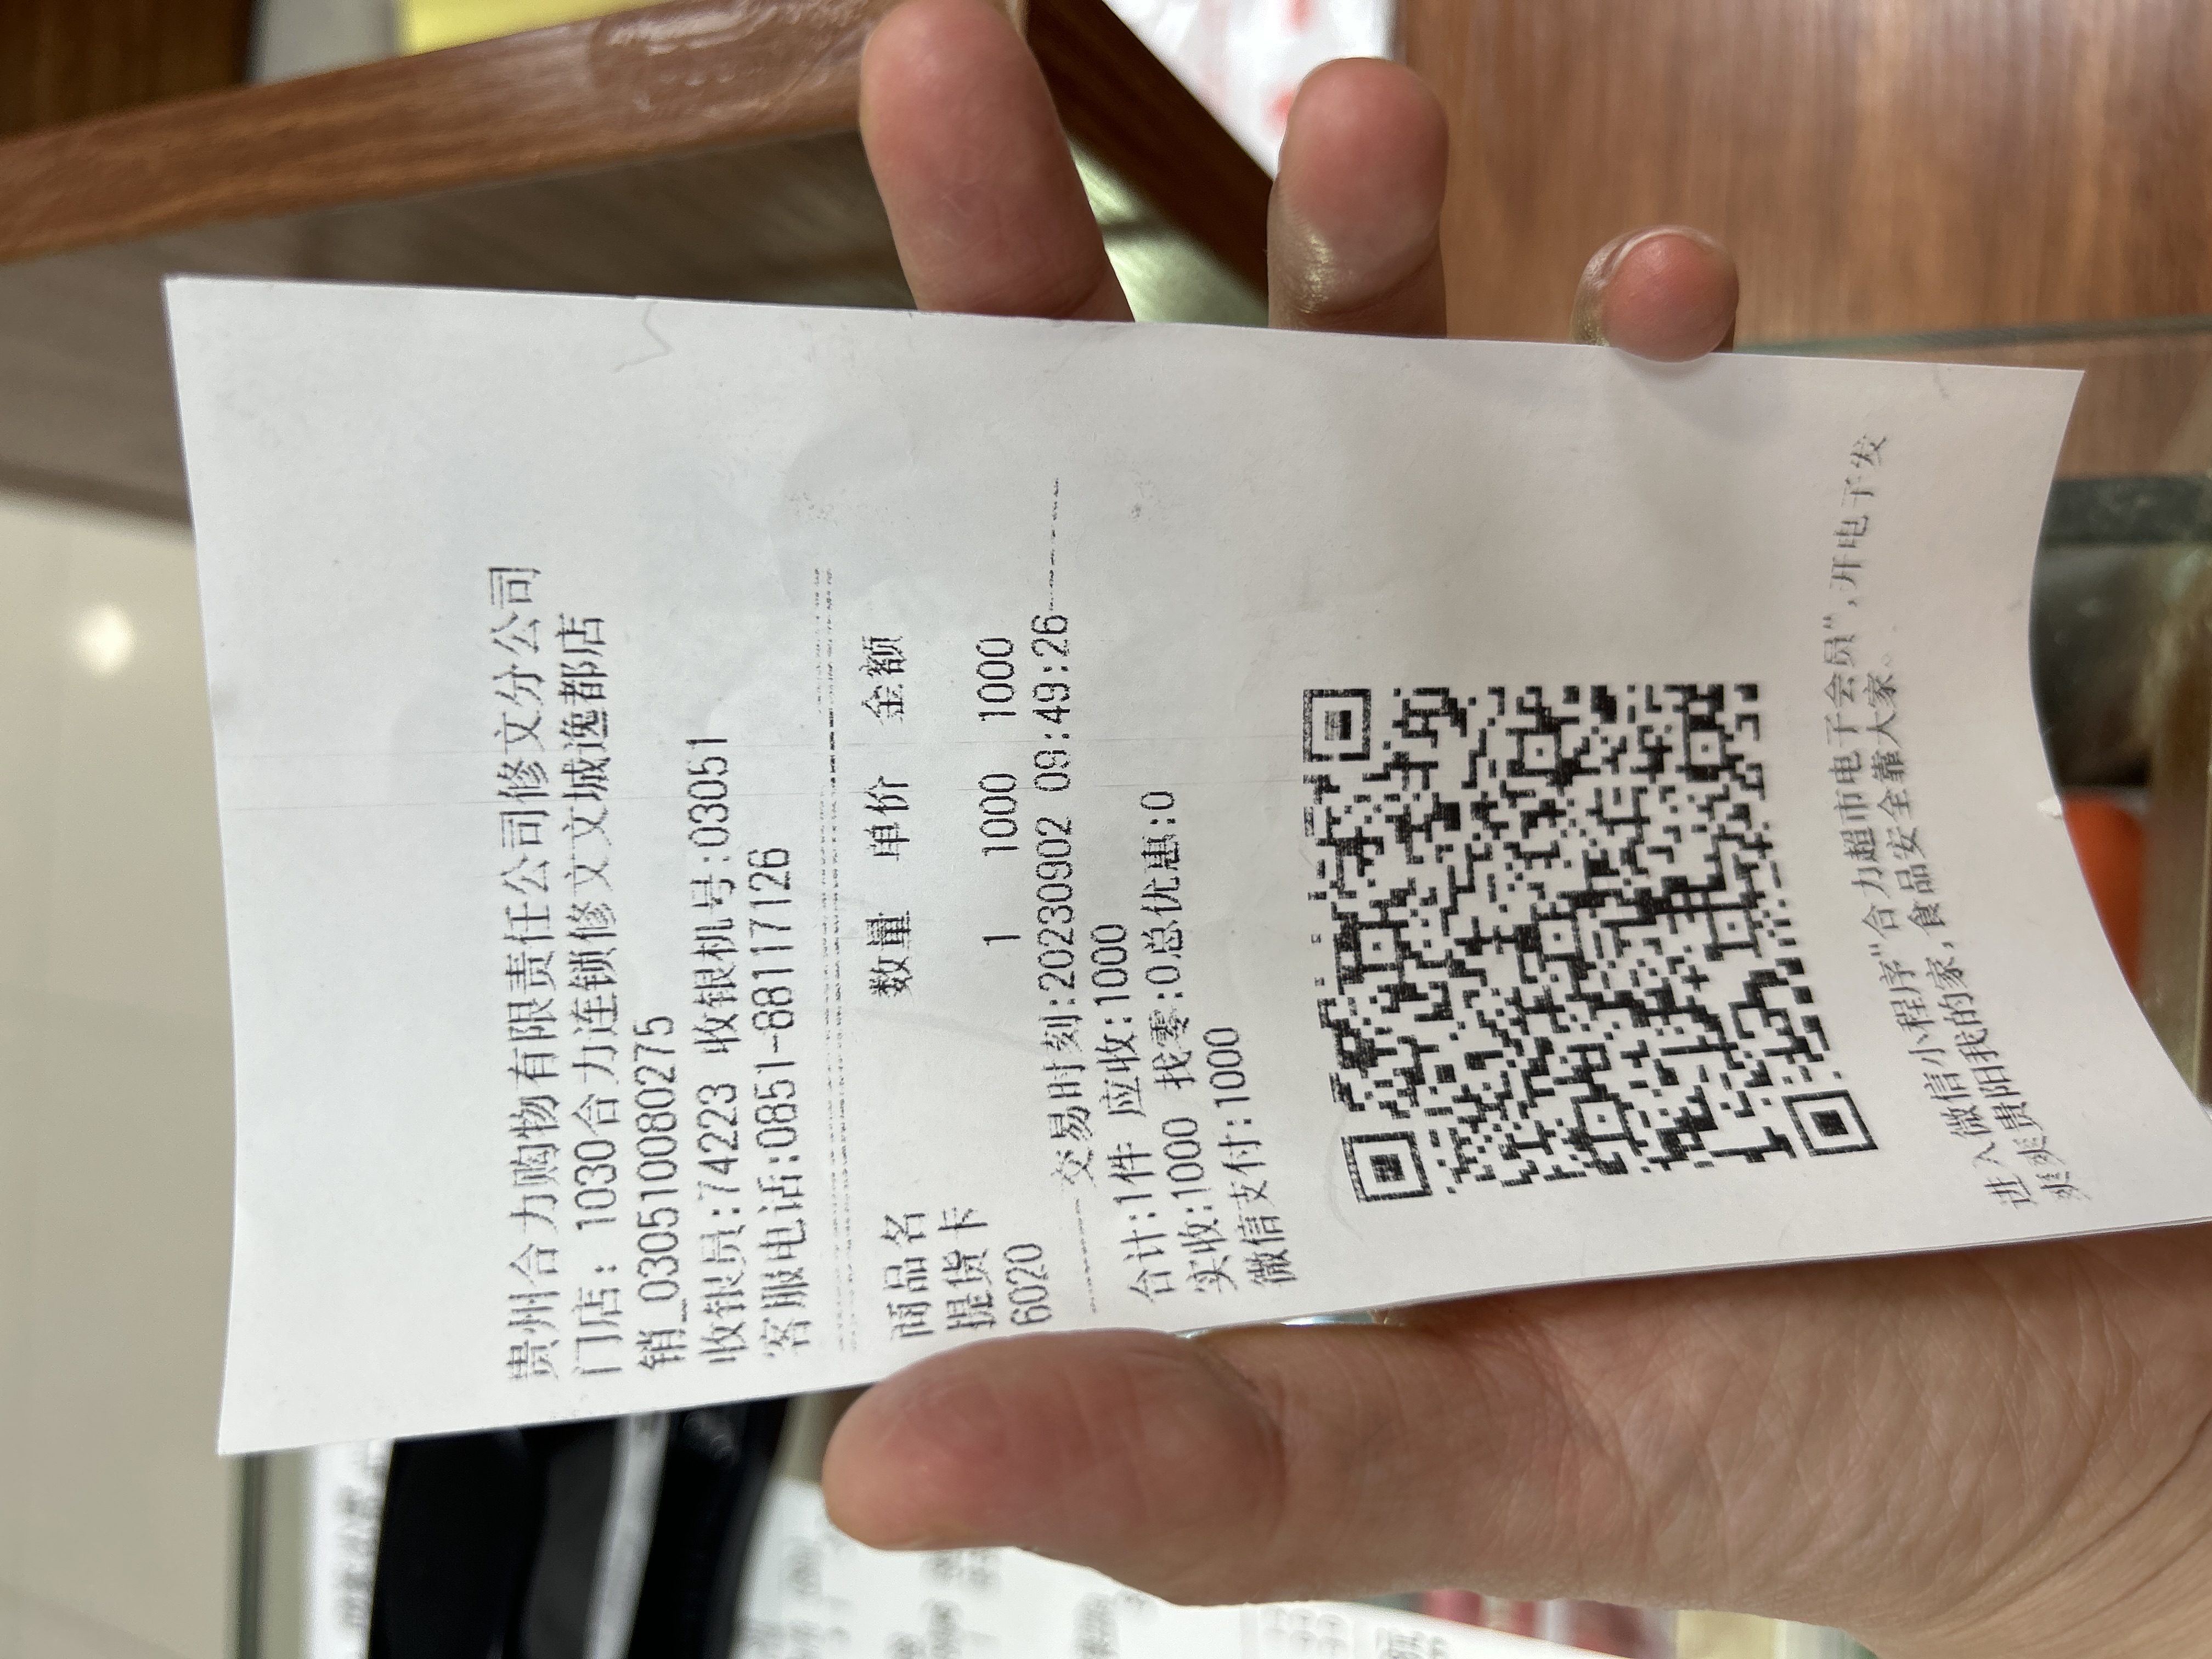 贵州合力购物有限责任公司修文分公司
门店：1030合力连锁修文文城逸都店
销_030510080275
收银员:74223 收银机号:03051
客服电话:0851-88117126
商品名 数量 单价 金额
提货卡
6020 1 1000 1000
交易时刻:20230902 09:49:26
合计:1件 应收:1000
实收:1000 找零:0总优惠:0
微信支付:1000
进入微信小程序"合力超市电子会员",开电子发
爽爽贵阳我的家,食品安全靠大家。